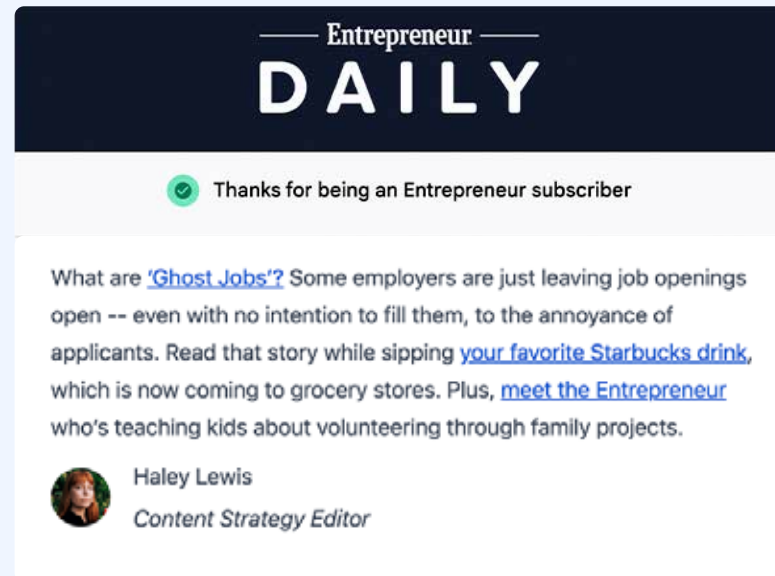 Entrepreneur
DAILY
Thanks for being an Entrepreneur subscriber
What are ‘Ghost Jobs’? Some employers are just leaving job openings
open -- even with no intention to fill them, to the annoyance of
applicants. Read that story while sipping your favorite Starbucks drink,
which is now coming to grocery stores. Plus, meet the Entrepreneur
who’s teaching kids about volunteering through family projects.
Haley Lewis
Content Strategy Editor